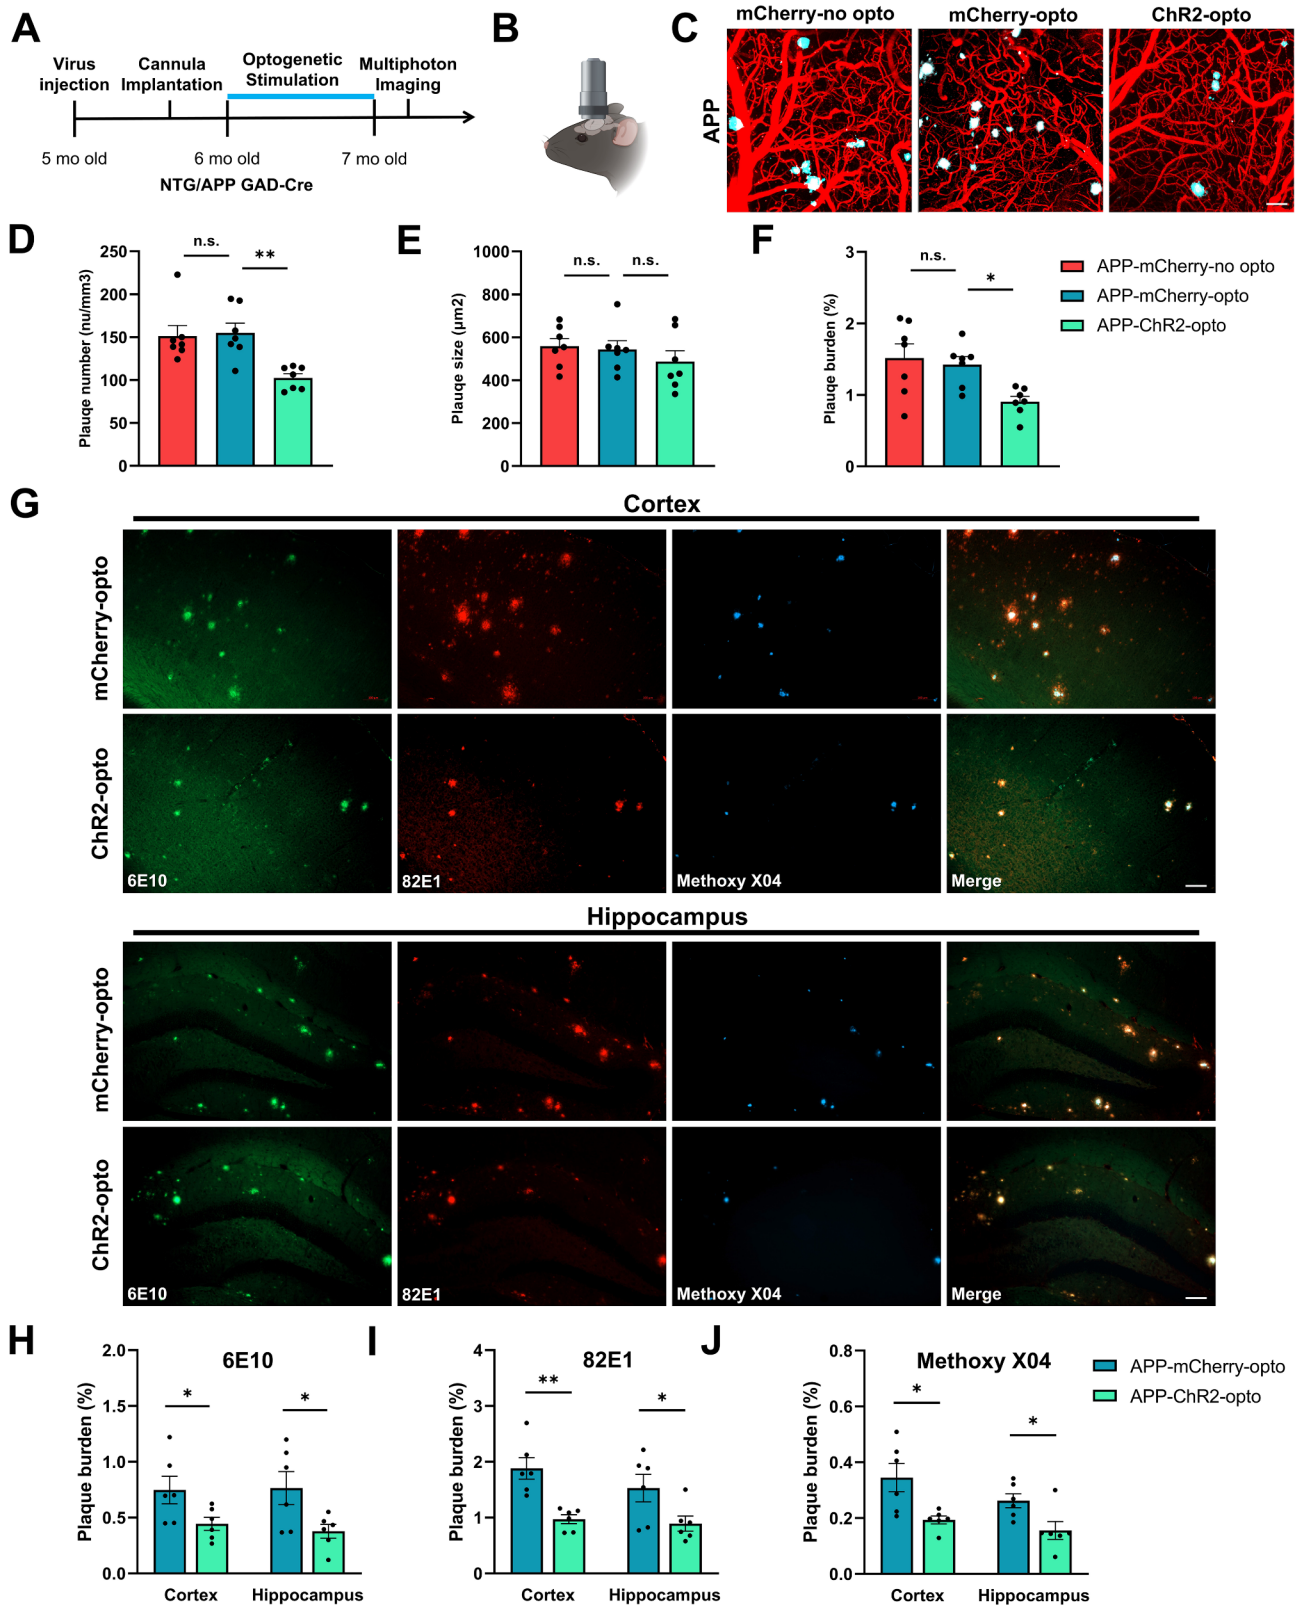 A
Virus injection
Cannula Implantation
Optogenetic Stimulation
Multiphoton Imaging
5 mo old
6 mo old
7 mo old
NTG/APP GAD-Cre
B
C
mCherry-no opto
mCherry-opto
ChR2-opto
APP
D
Plauqe number (nu/mm3)
250
200
150
100
50
0
n.s.
**
E
Plauqe size (µm2)
1000
800
600
400
200
0
n.s.
n.s.
F
Plauqe burden (%)
3
2
1
0
n.s.
*
APP-mCherry-no opto
APP-mCherry-opto
APP-ChR2-opto
G
Cortex
mCherry-opto
ChR2-opto
6E10
82E1
Methoxy X04
Merge
Hippocampus
mCherry-opto
ChR2-opto
6E10
82E1
Methoxy X04
Merge
H
6E10
Plaque burden (%)
2.0
1.5
1.0
0.5
0.0
*
*
Cortex
Hippocampus
I
82E1
Plaque burden (%)
4
3
2
1
0
**
*
Cortex
Hippocampus
J
Methoxy X04
Plaque burden (%)
0.8
0.6
0.4
0.2
0.0
*
*
Cortex
Hippocampus
APP-mCherry-opto
APP-ChR2-opto